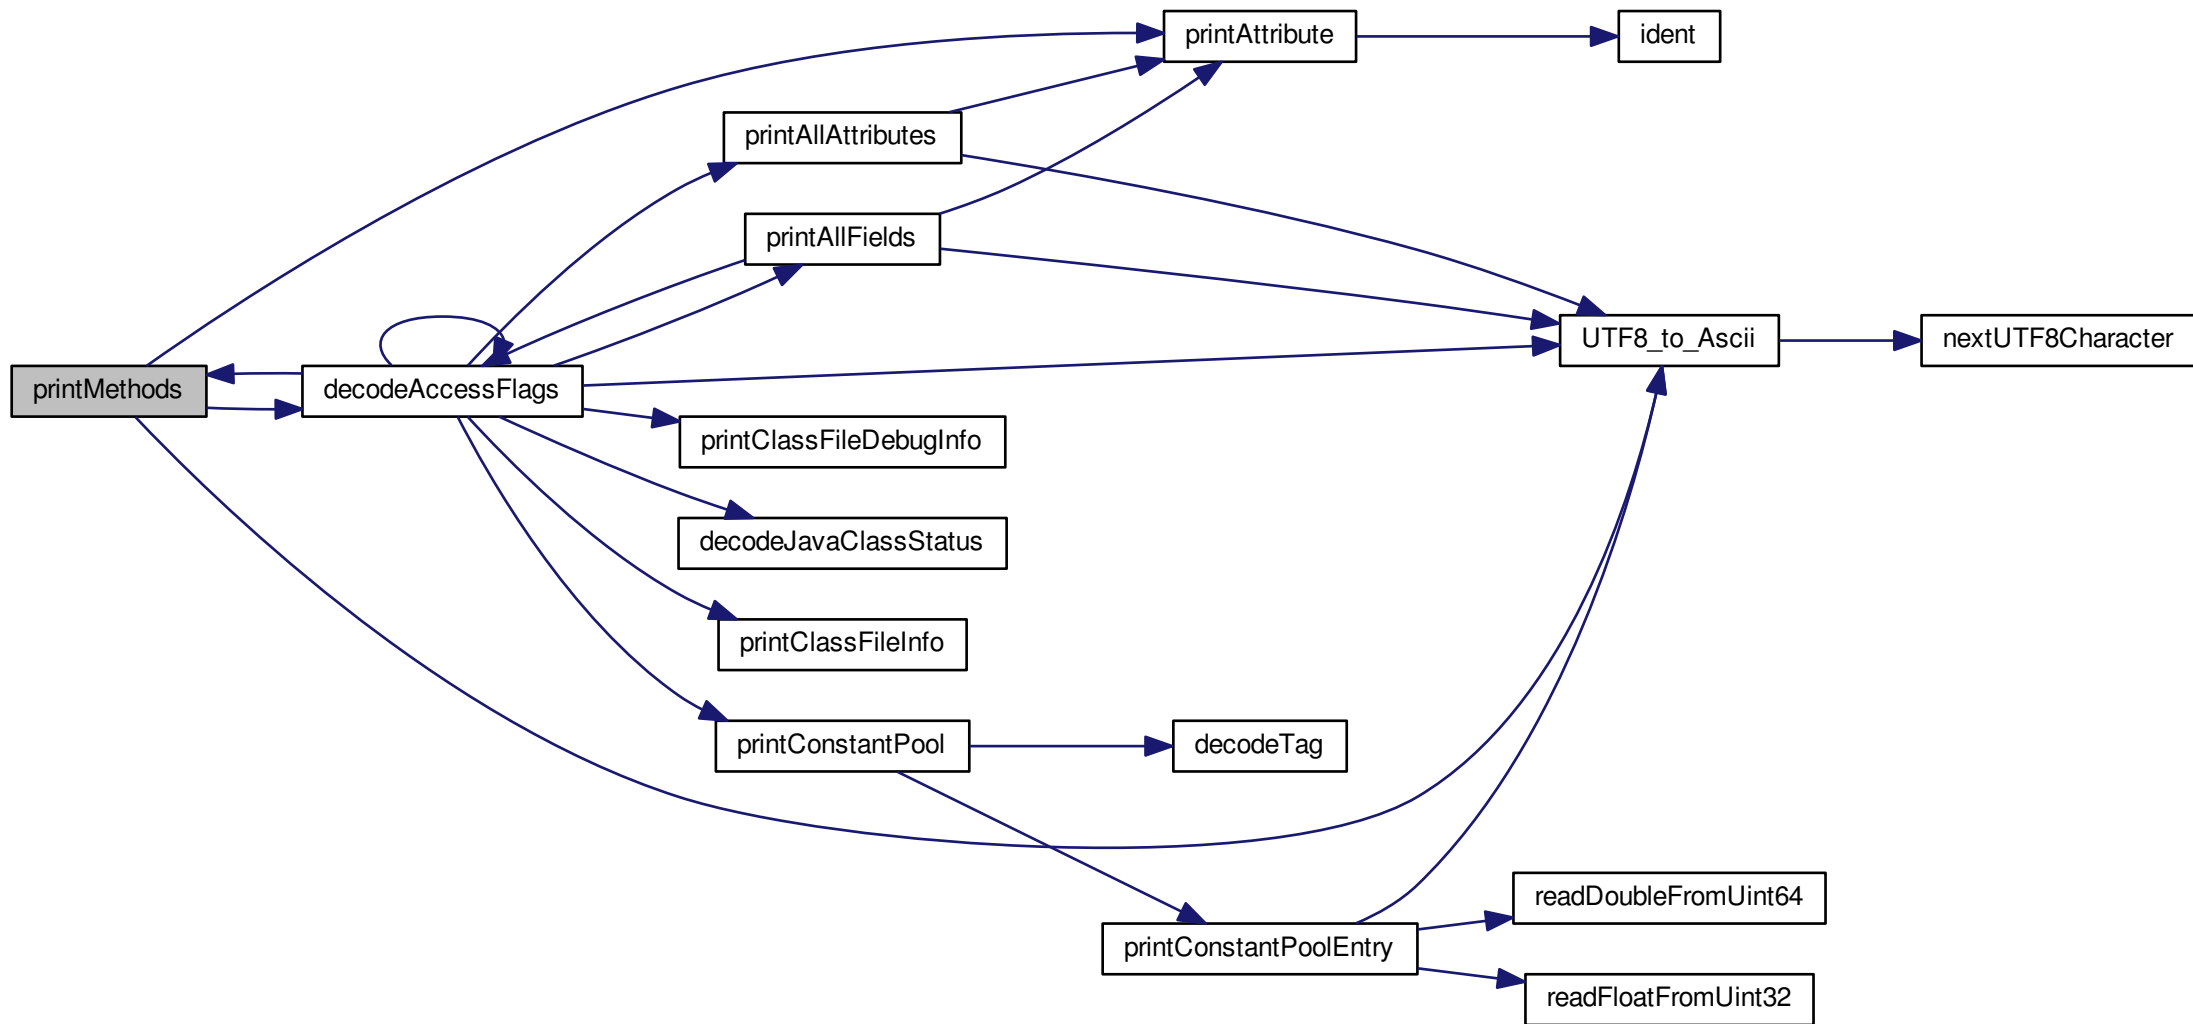 printAttribute
ident
printAllAttributes
printAllFields
UTF8_to_Ascii
nextUTF8Character
printMethods
decodeAccessFlags
printClassFileDebugInfo
decodeJavaClassStatus
printClassFileInfo
printConstantPool
decodeTag
readDoubleFromUint64
printConstantPoolEntry
readFloatFromUint32